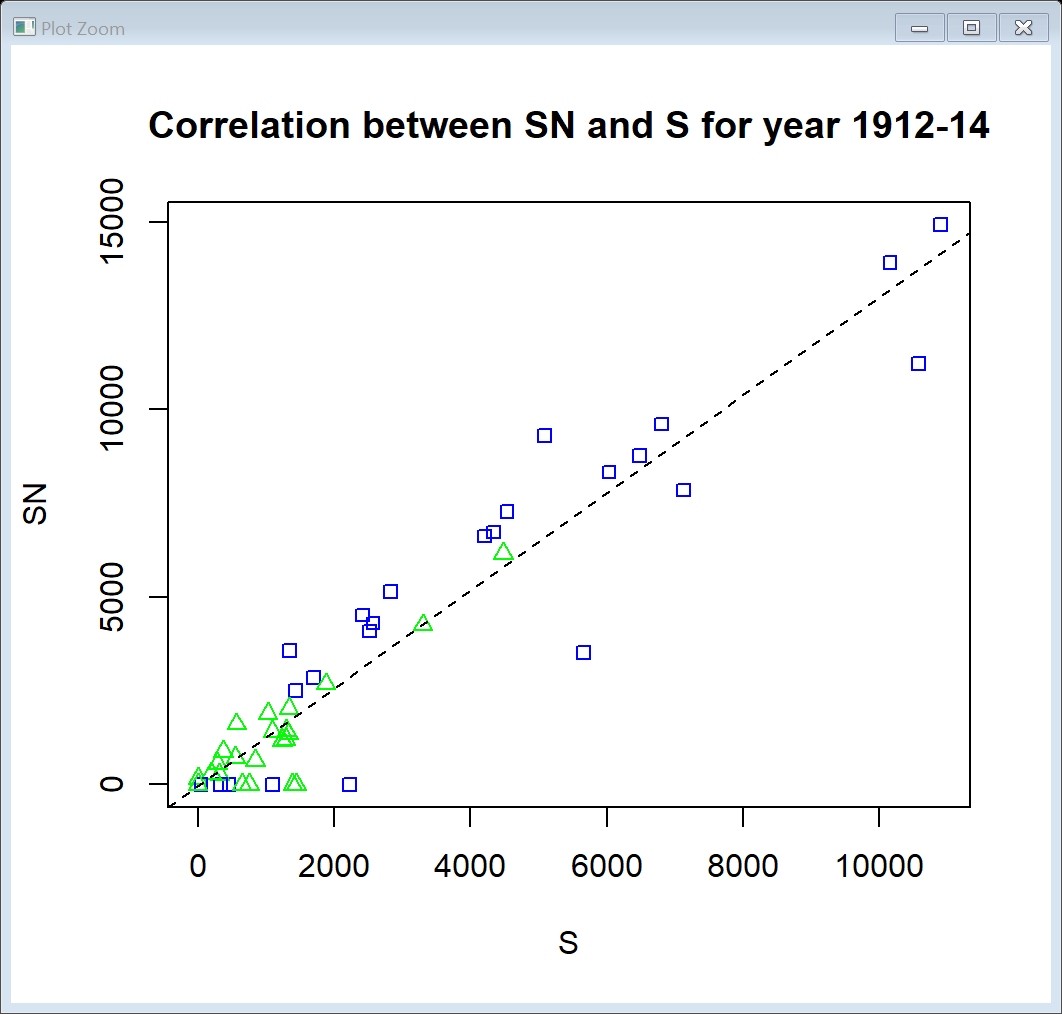 Plot Zoom
Correlation between SN and S for year 1912-14
15000
10000
5000
0
SN
0 2000 4000 6000 8000 10000
S